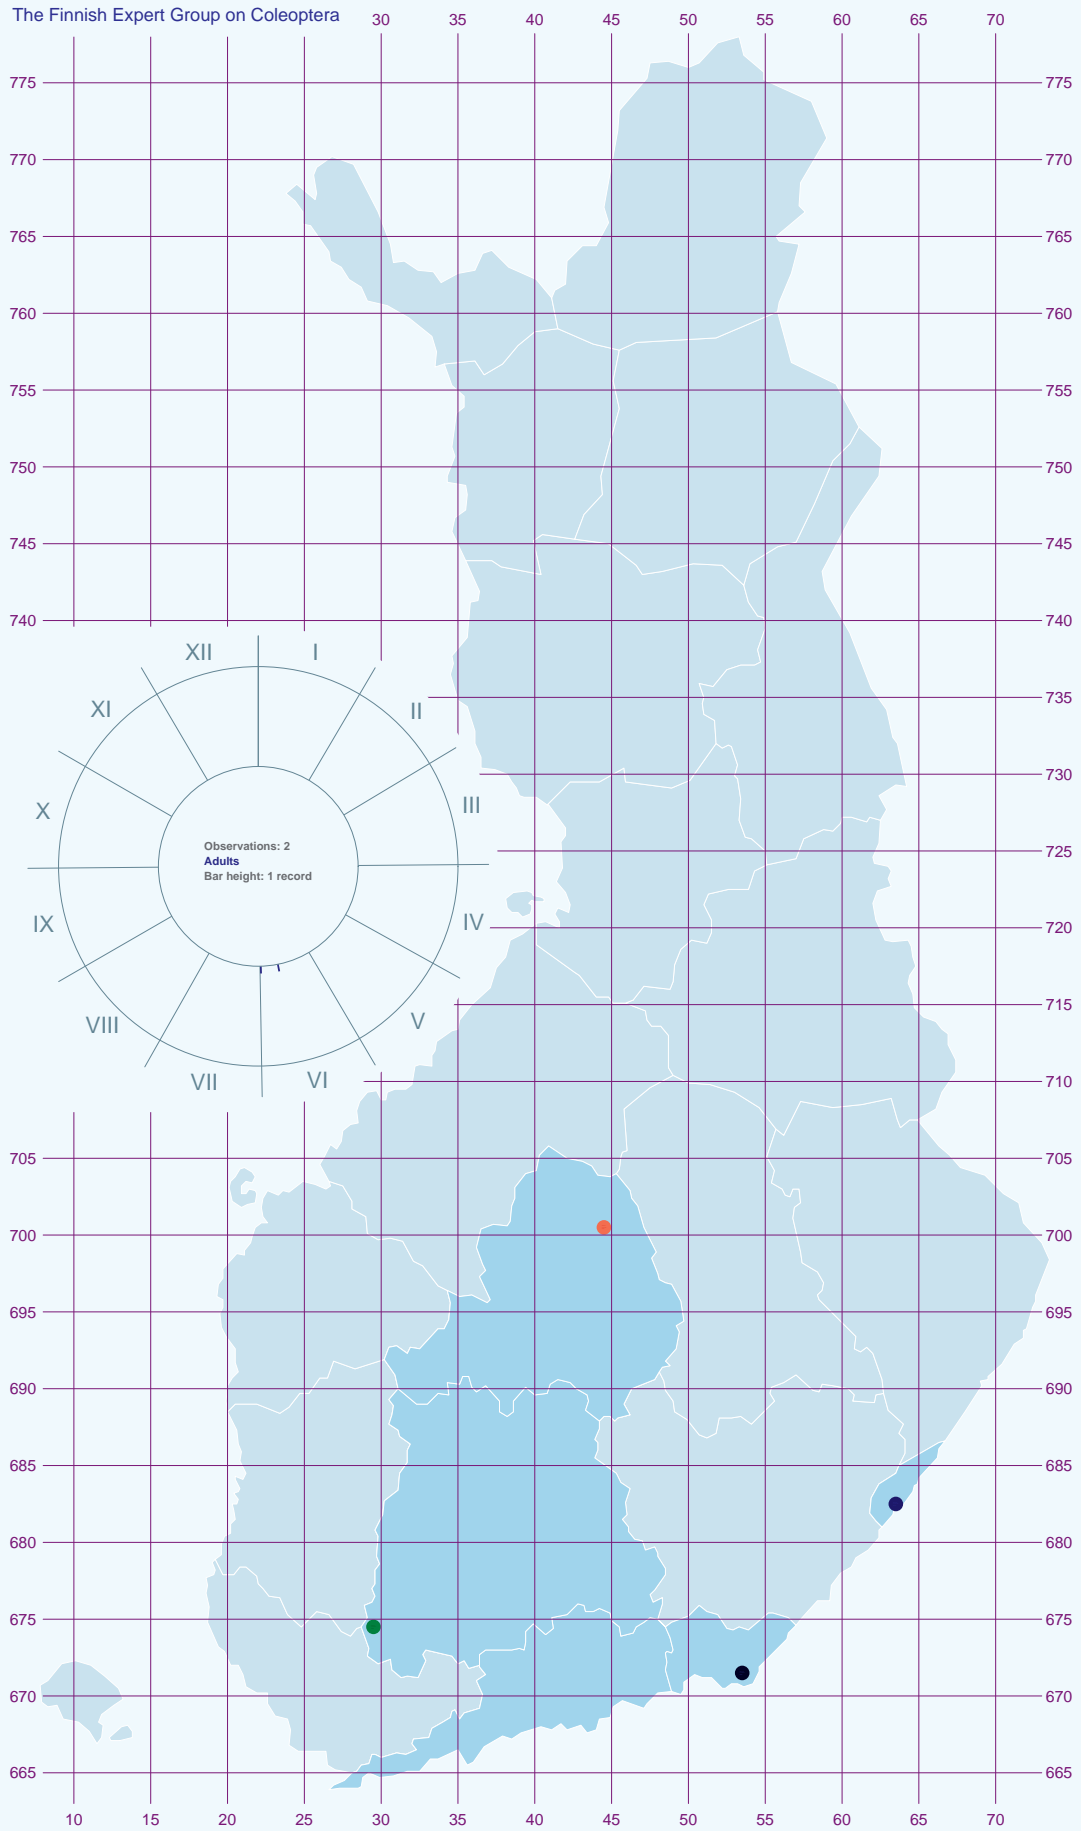 The Finnish Expert Group on Coleoptera
30 35 40 45 50 55 60 65 70
775 775
770 770
765 765
760 760
755 755
750 750
745 745
740 740
XII I
XI II
735
730
X III
Observations: 2
Adults
Bar height: 1 record
725
IX IV
720
715
VIII V
VII VI
710
705 705
700 700
695 695
690 690
685 685
680 680
675 675
670 670
665 665
10 15 20 25 30 35 40 45 50 55 60 65 70